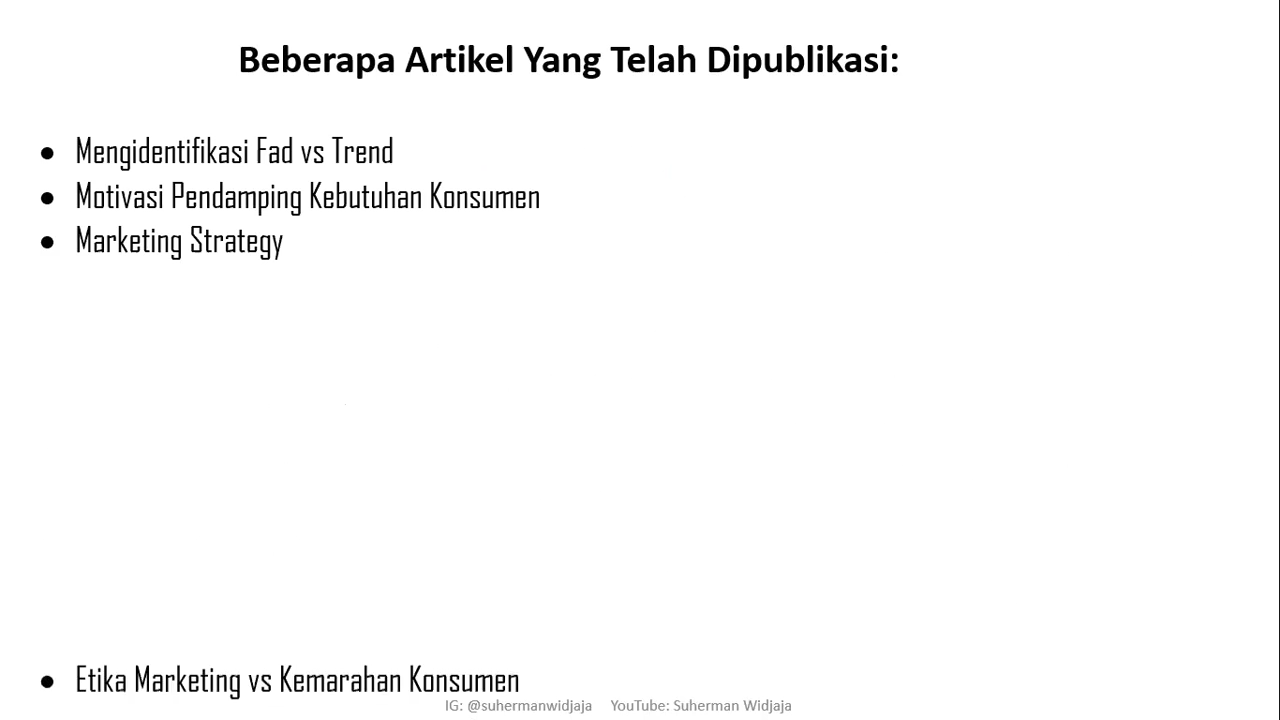 Beberapa Artikel Yang Telah Dipublikasi:
• Mengidentifikasi Fad vs Trend
• Motivasi Pendamping Kebutuhan Konsumen
• Marketing Strategy
• Etika Marketing vs Kemarahan Konsumen
IG: @suhermanwidjaja YouTube: Suherman Widjaja